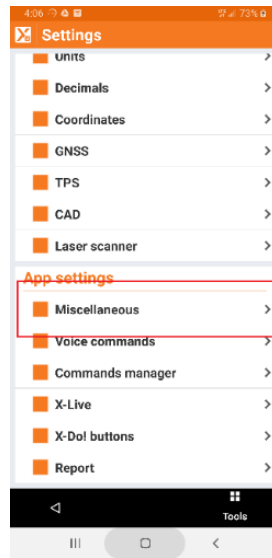 4:06 73%
Settings
Units
Decimals
Coordinates
GNSS
TPS
CAD
Laser scanner
App settings
Miscellaneous
Voice commands
Commands manager
X-Live
X-Do! buttons
Report
Tools